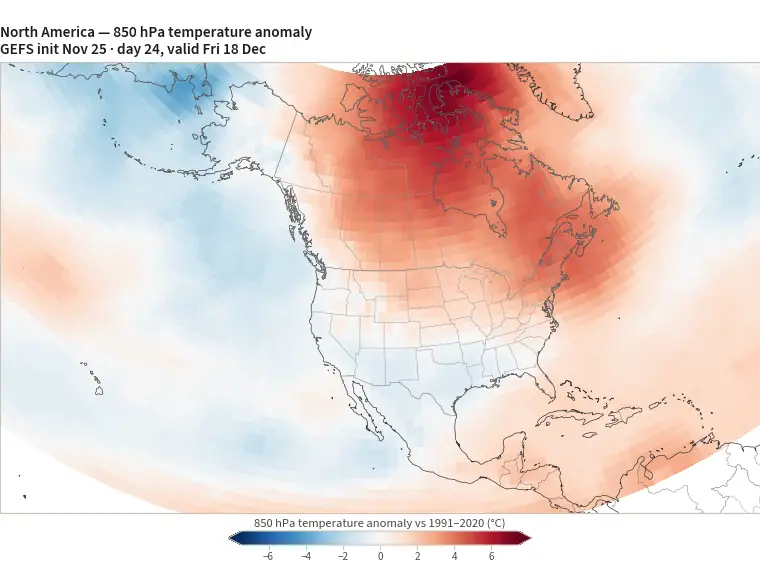 North America — 850 hPa temperature anomaly
GEFS init Nov 25 · day 24, valid Fri 18 Dec
850 hPa temperature anomaly vs 1991–2020 (°C)
−6 −4 −2 0 2 4 6